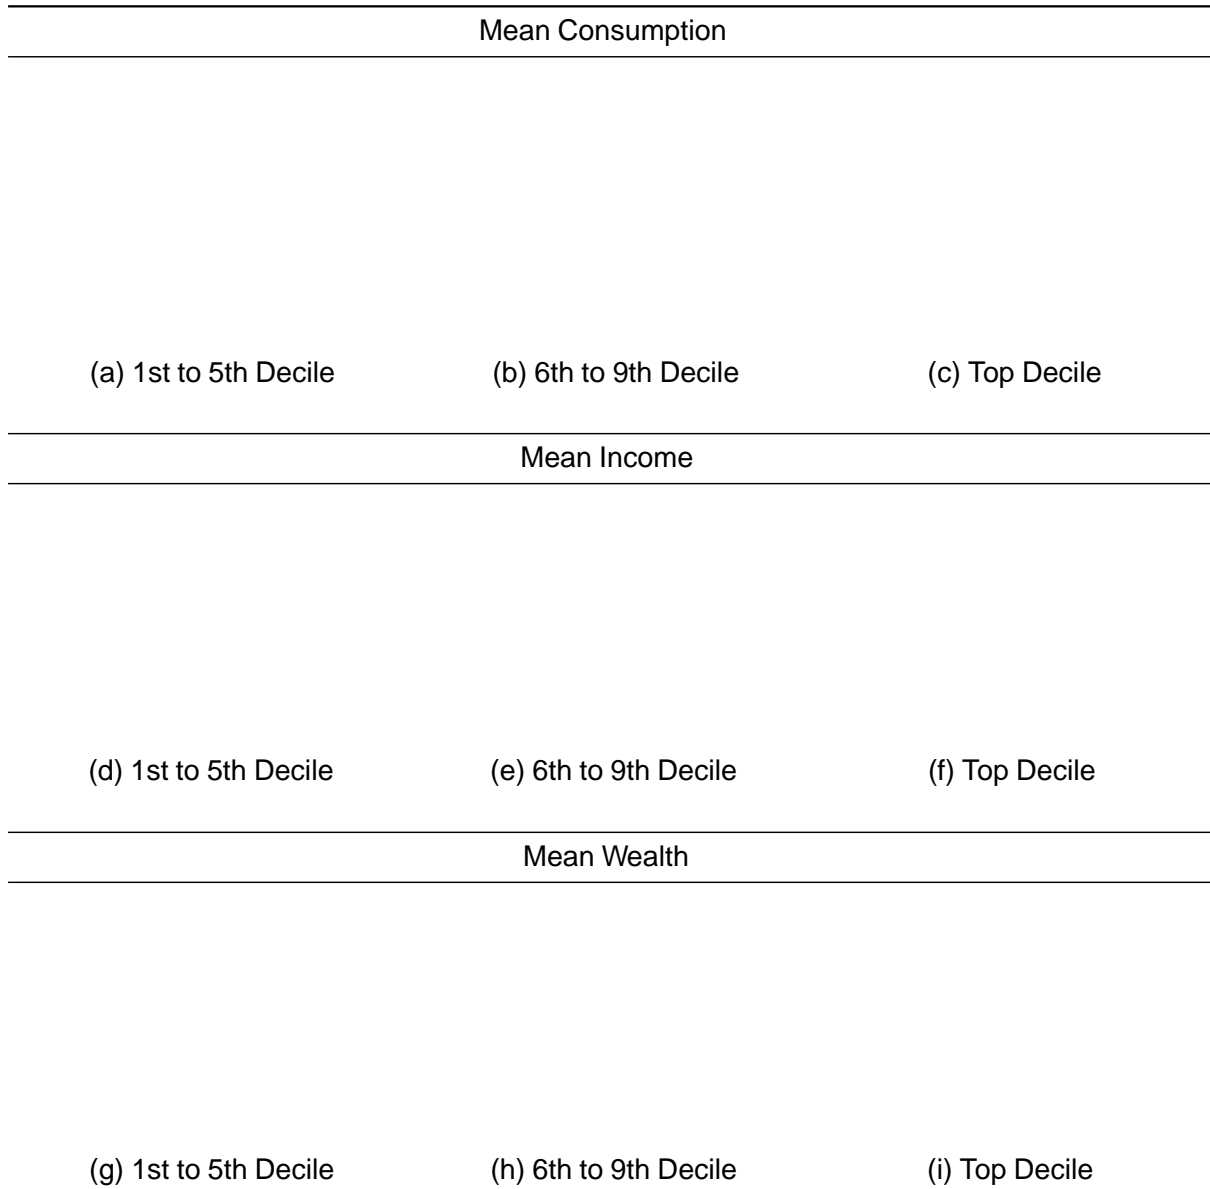 Mean Consumption
(a) 1st to 5th Decile (b) 6th to 9th Decile (c) Top Decile
Mean Income
(d) 1st to 5th Decile (e) 6th to 9th Decile (f) Top Decile
Mean Wealth
(g) 1st to 5th Decile (h) 6th to 9th Decile (i) Top Decile